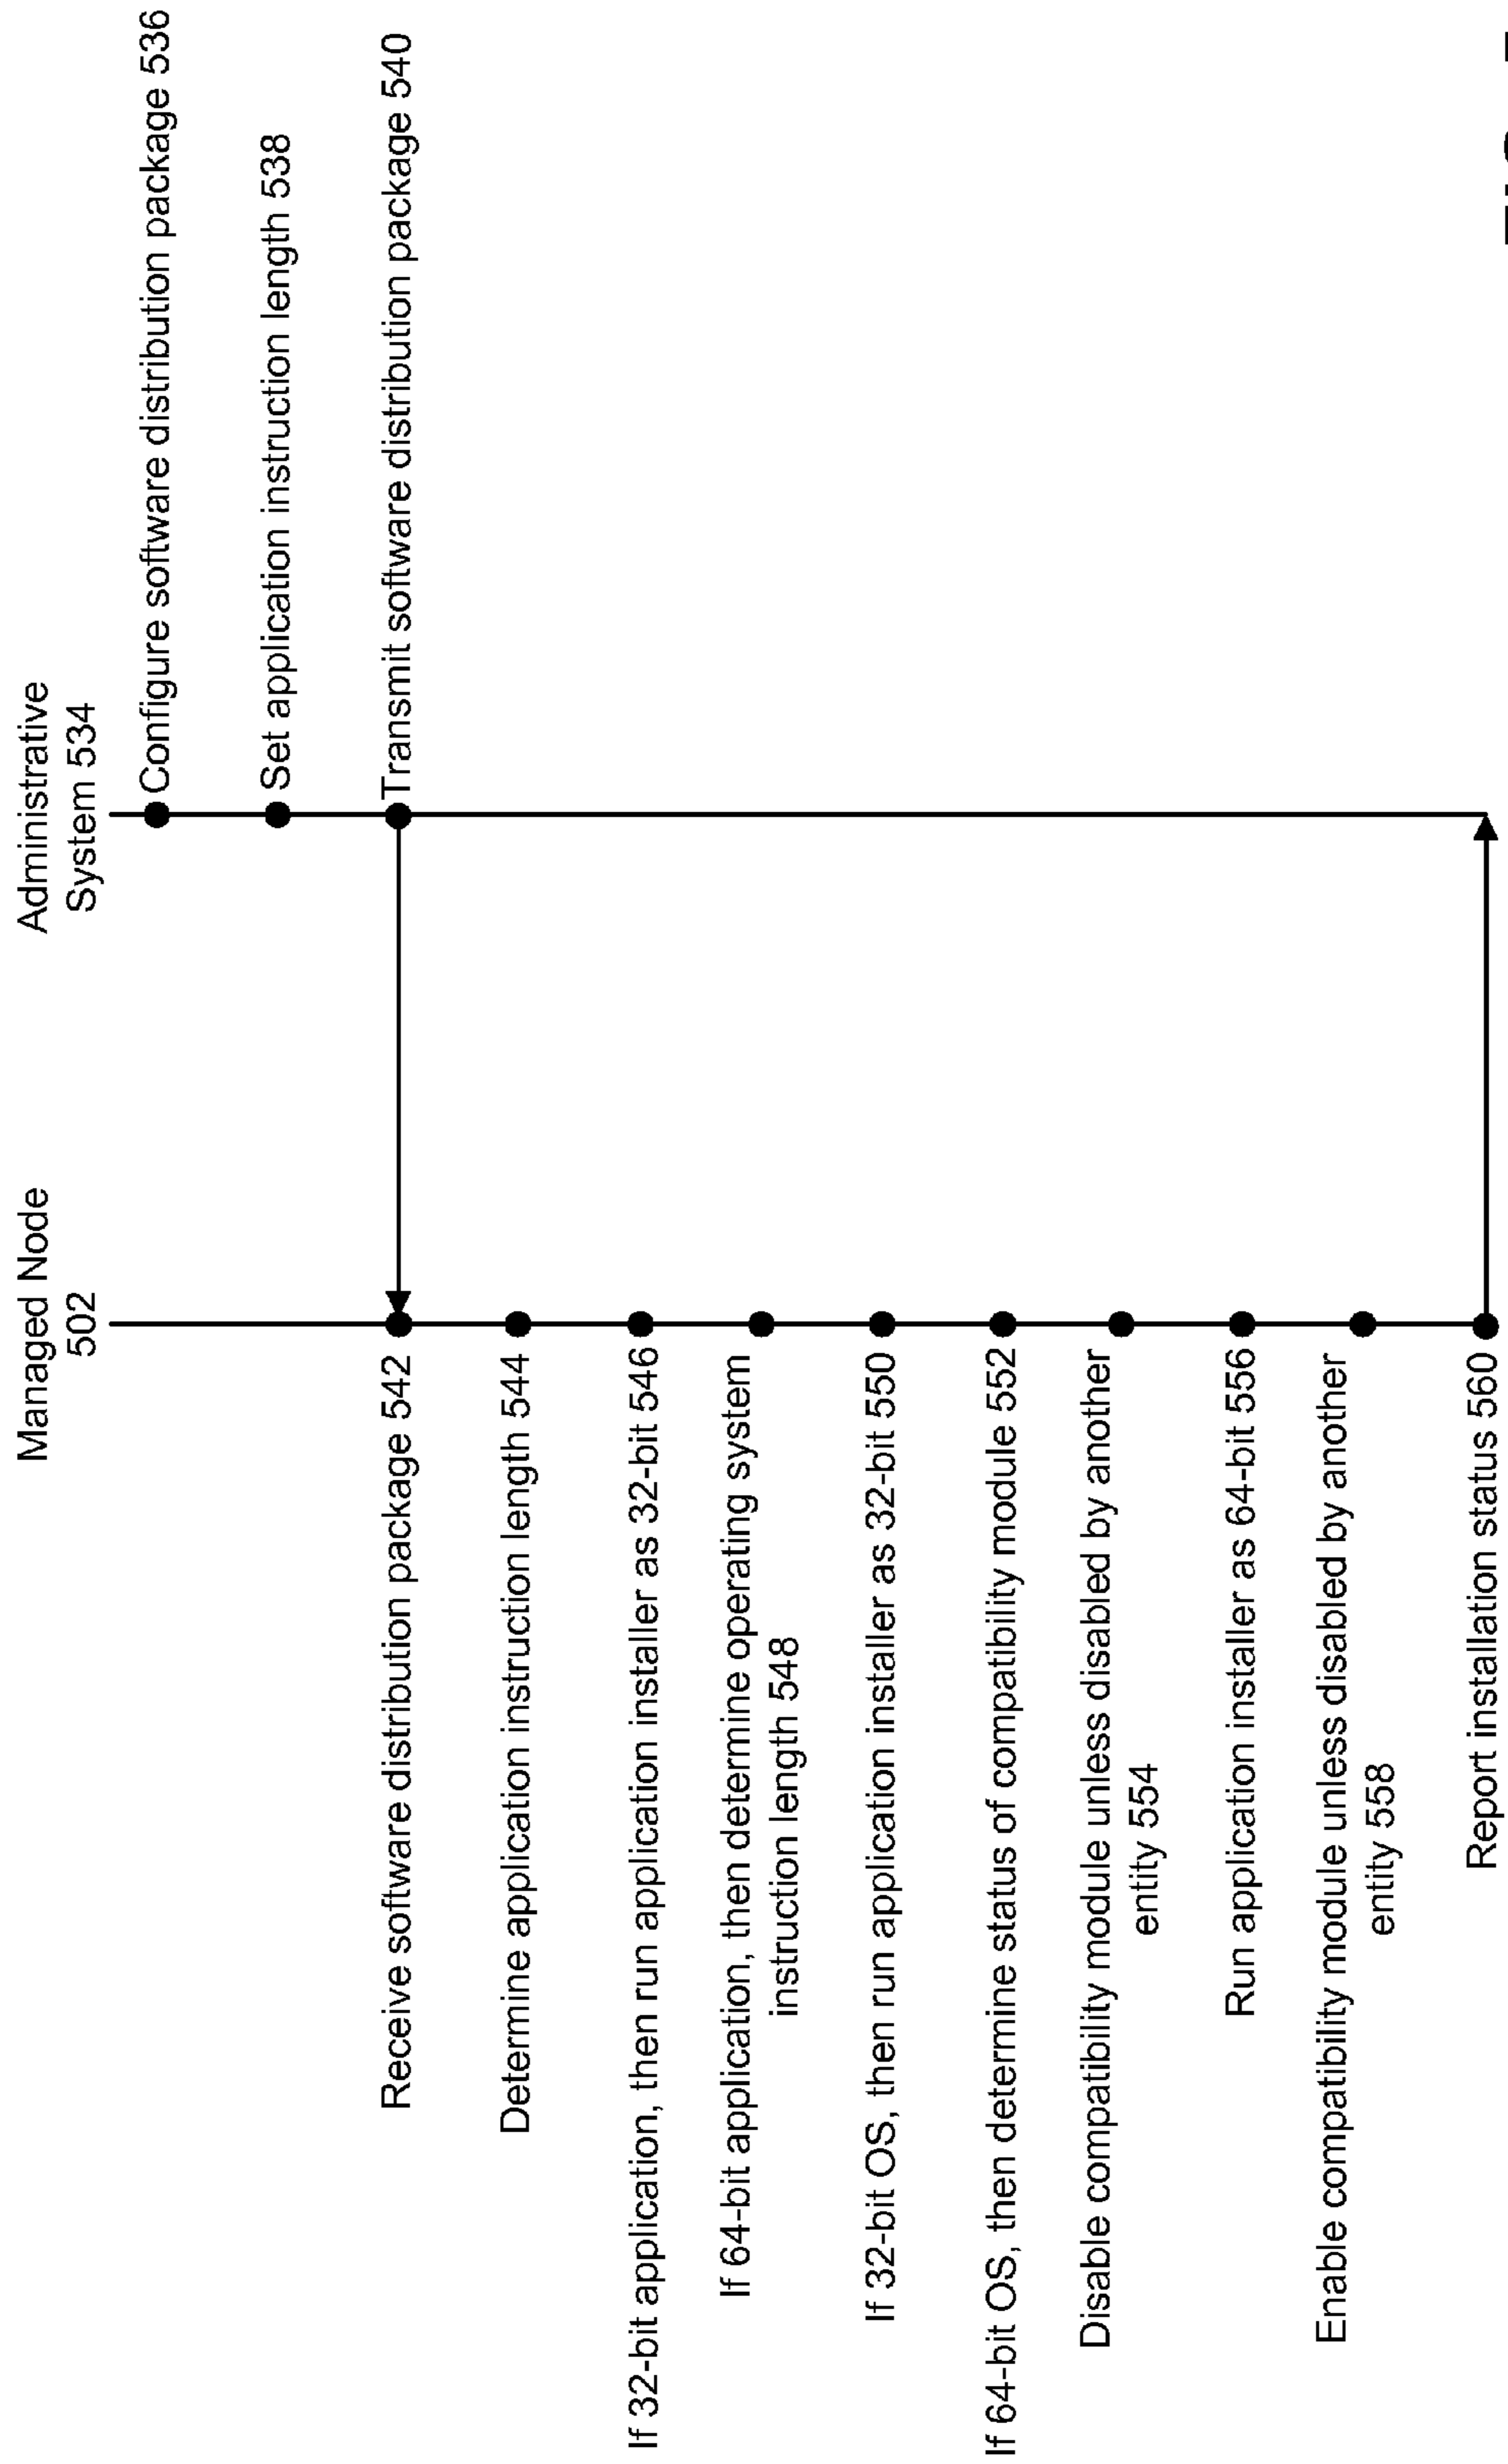 Managed Node
502
Administrative
System 534
Configure software distribution package 536
Set application instruction length 538
Transmit software distribution package 540
Receive software distribution package 542
Determine application instruction length 544
If 32-bit application, then run application installer as 32-bit 546
If 64-bit application, then determine operating system
instruction length 548
If 32-bit OS, then run application installer as 32-bit 550
If 64-bit OS, then determine status of compatibility module 552
Disable compatibility module unless disabled by another
entity 554
Run application installer as 64-bit 556
Enable compatibility module unless disabled by another
entity 558
Report installation status 560